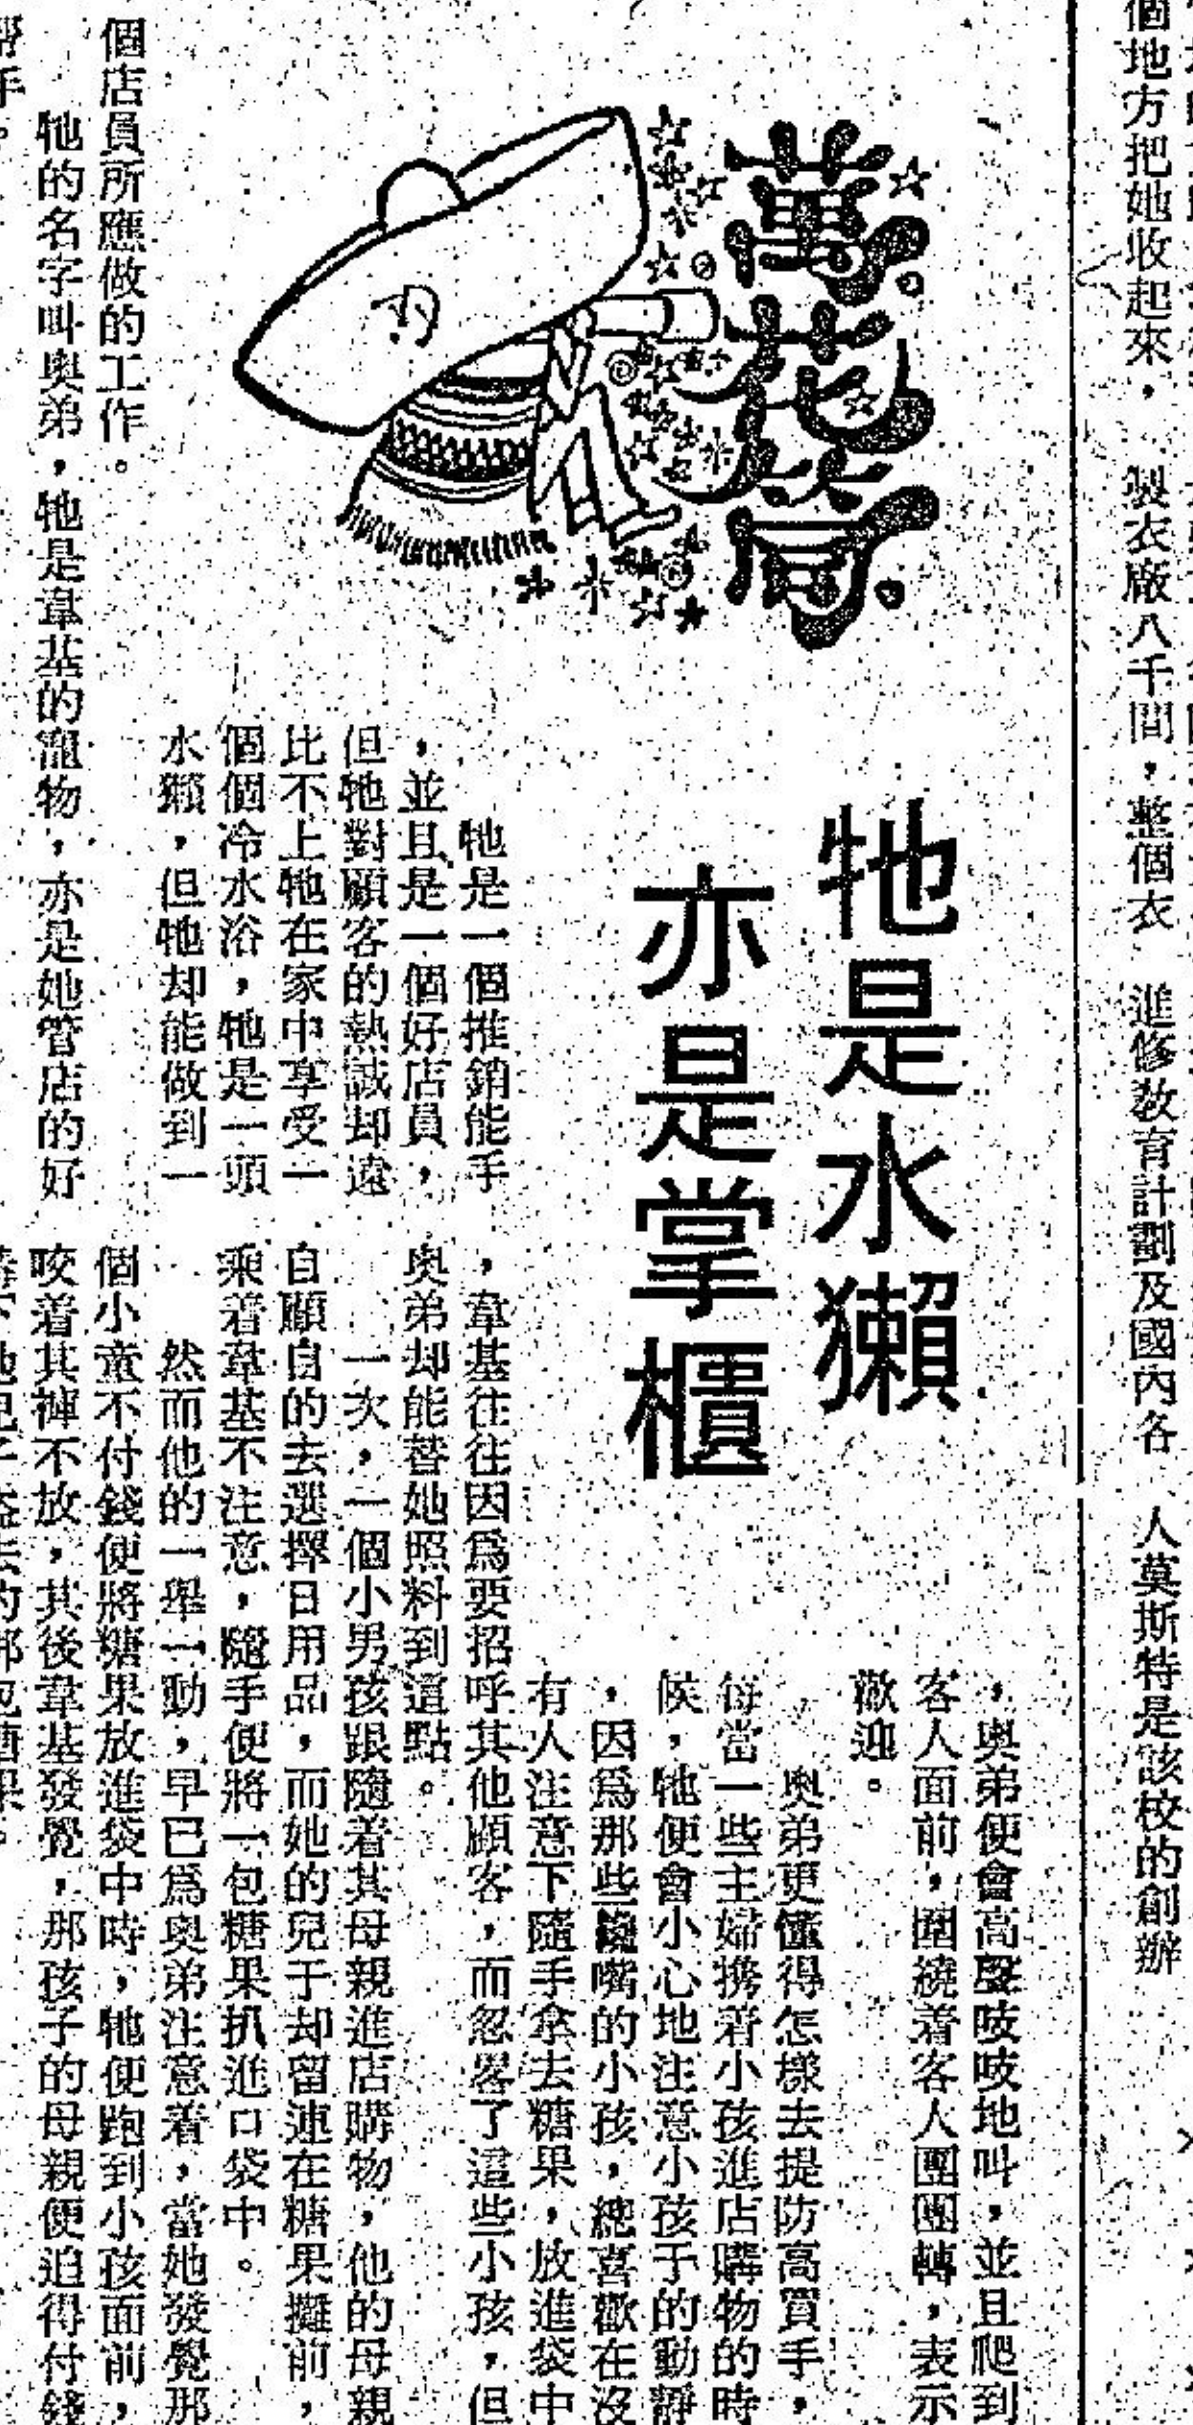 個地方把她收起來，
製衣廠八千間，整個衣
進修教育計劃及國內各
人莫斯特是該校的創辦
萬花筒
牠是水獺
亦是掌櫃
牠是一個推銷能手
，並且是一個好店員，
但牠對顧客的熱誠却遠
比不上牠在家中享受一
個個冷水浴，牠是一頭
水獺，但牠却能做到一
個店員所應做的工作。
牠的名字叫奧弟，牠是韋基的寵物，亦是她管店的好
幫手。
，奧弟便會高聲吱吱地叫，並且爬到
客人面前，圍繞着客人團團轉，表示
歡迎。
奧弟更懂得怎樣去提防高買手，
每當一些主婦携着小孩進店購物的時
候，牠便會小心地注意小孩子的動靜
，因爲那些饞嘴的小孩，總喜歡在沒
有人注意下隨手拿去糖果，放進袋中
，韋基往往因爲要招呼其他顧客，而忽畧了這些小孩，但
奧弟却能替她照料到這點。
一次，一個小男孩跟隨着其母親進店購物，他的母親
自顧自的去選擇日用品，而她的兒子却留連在糖果攤前，
乘着韋基不注意，隨手便將一包糖果扒進口袋中。
然而他的一舉一動，早已爲奧弟注意着，當她發覺那
個小童不付錢便將糖果放進袋中時，牠便跑到小孩面前，
咬着其褲不放，其後韋基發覺，那孩子的母親便迫得付錢